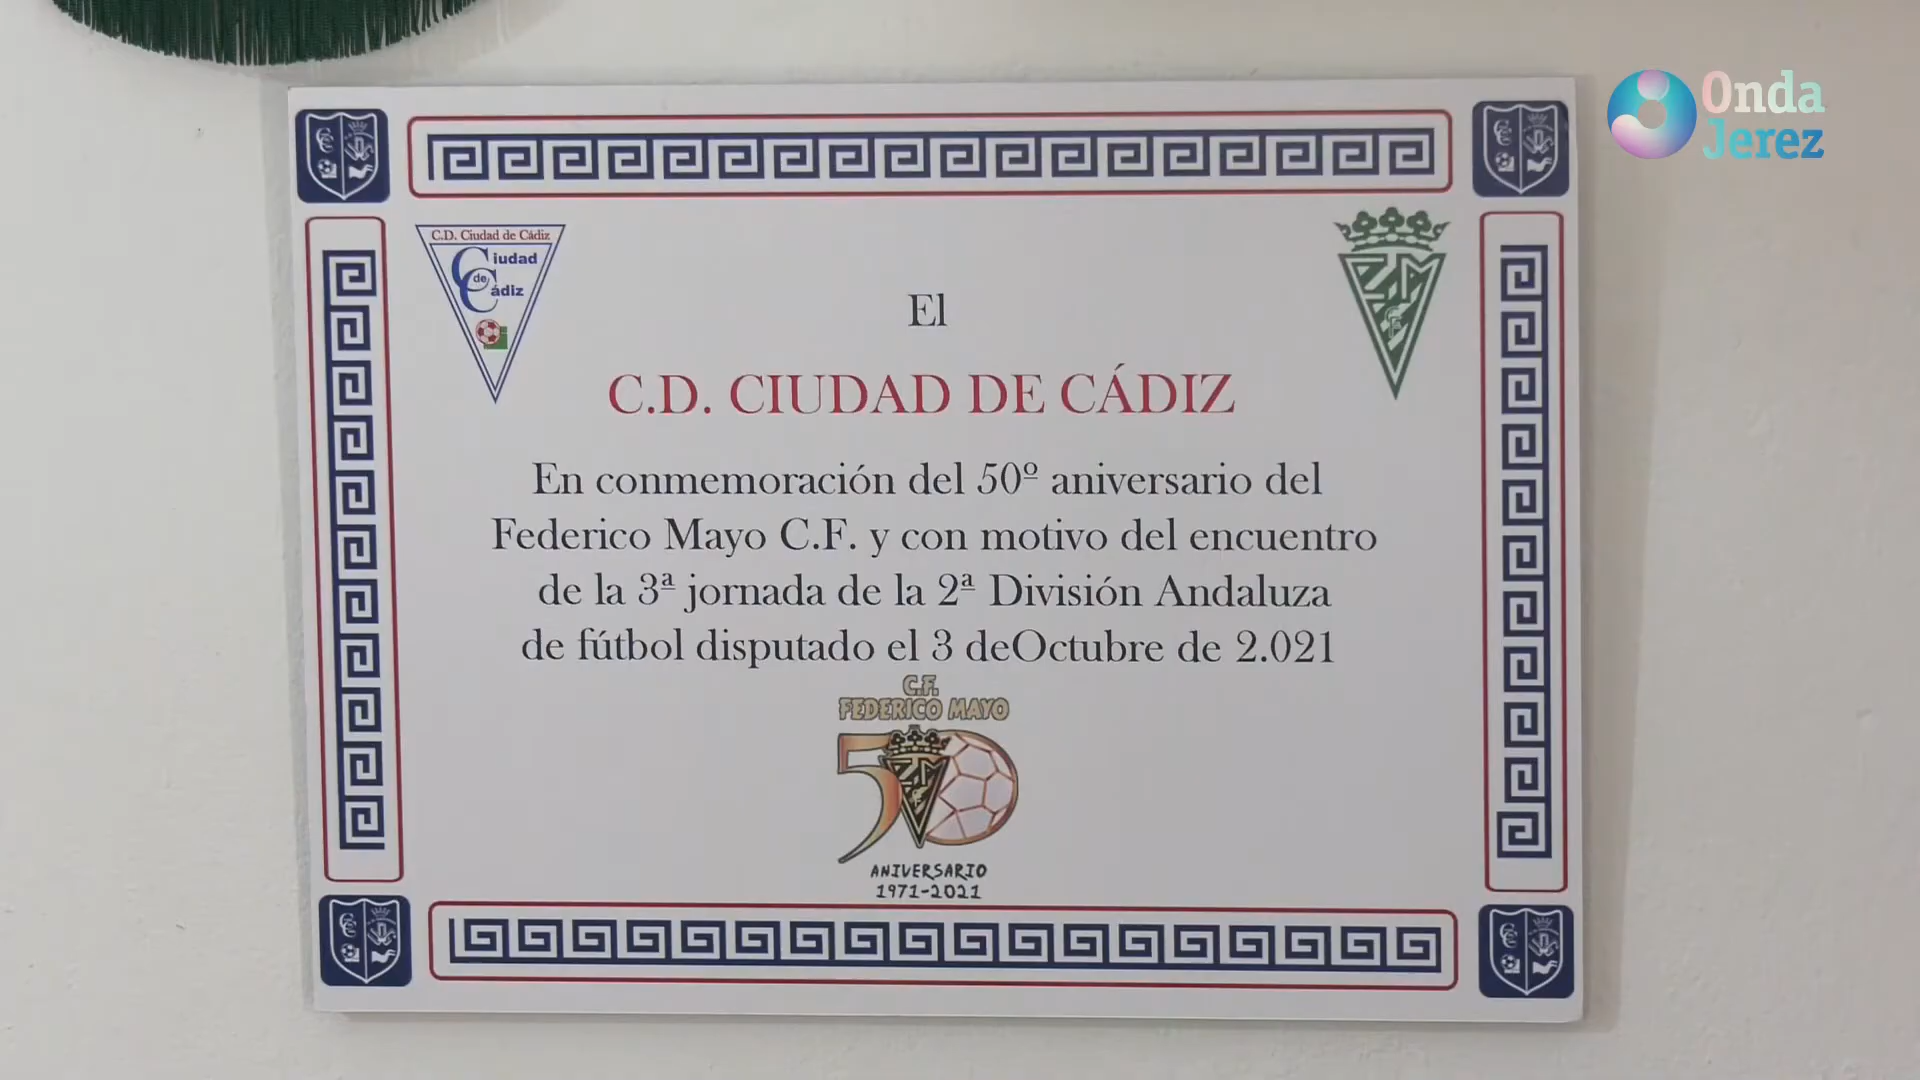 Onda
Jerez
C.D. Ciudad de Cádiz
Ciudad
de
Cádiz
El
C.D. CIUDAD DE CÁDIZ
En conmemoración del 50º aniversario del
Federico Mayo C.F. y con motivo del encuentro
de la 3ª jornada de la 2ª División Andaluza
de fútbol disputado el 3 deOctubre de 2.021
C.F.
FEDERICO MAYO
50
ANIVERSARIO
1971-2021